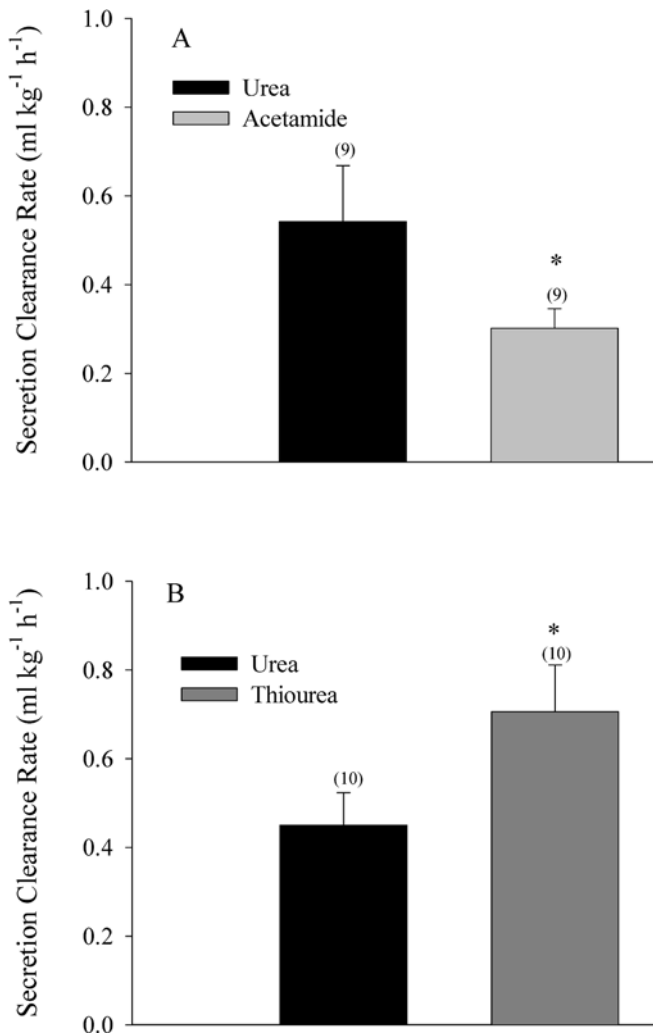 A
Urea
Acetamide
Secretion Clearance Rate (ml kg-1 h-1)
1.0
0.8
0.6
0.4
0.2
0.0
(9)
*
(9)
B
Urea
Thiourea
Secretion Clearance Rate (ml kg-1 h-1)
1.0
0.8
0.6
0.4
0.2
0.0
(10)
*
(10)